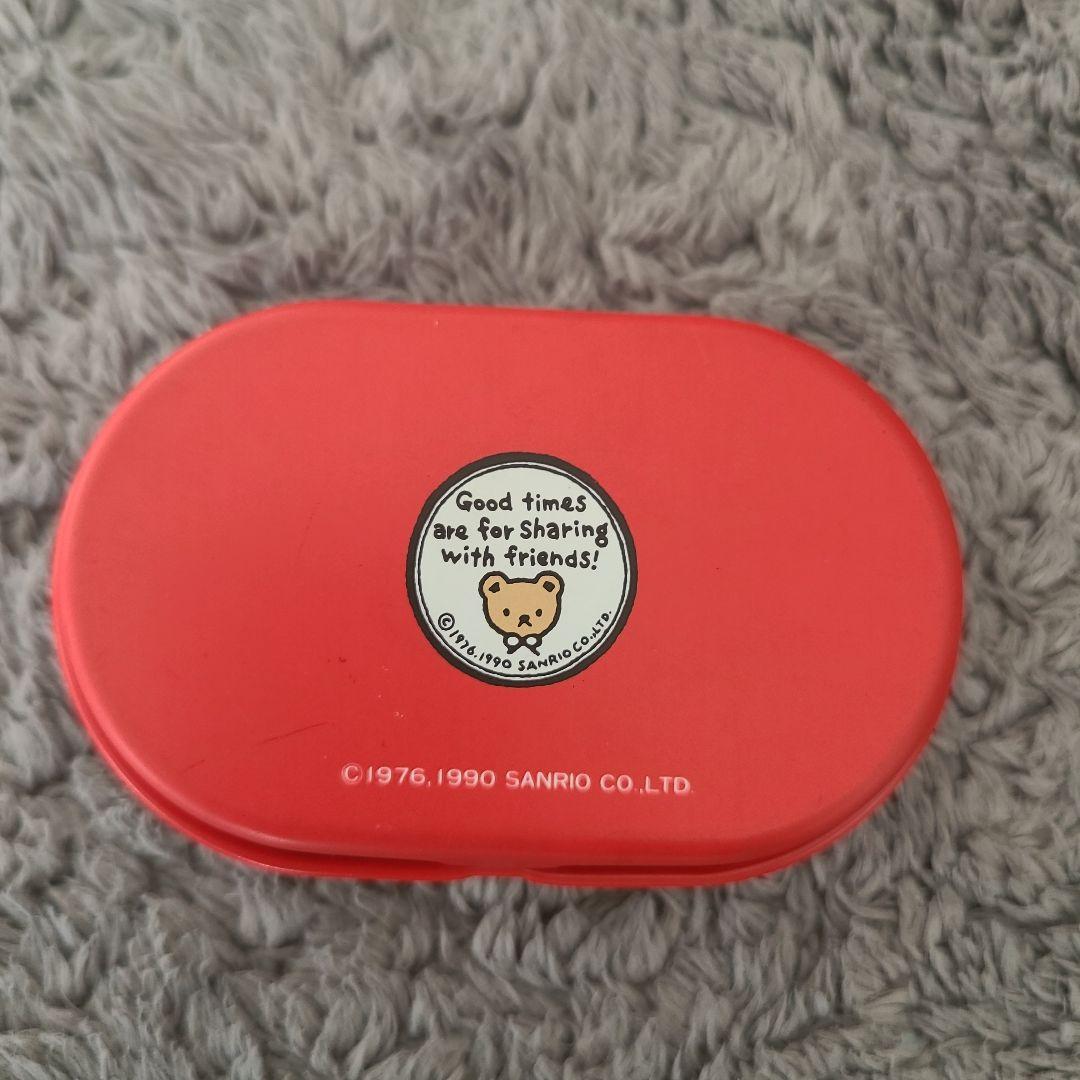 Good times
are for Sharing
with friends!
©1976,1990 SANRIO CO.,LTD.
©1976,1990 SANRIO CO.,LTD.